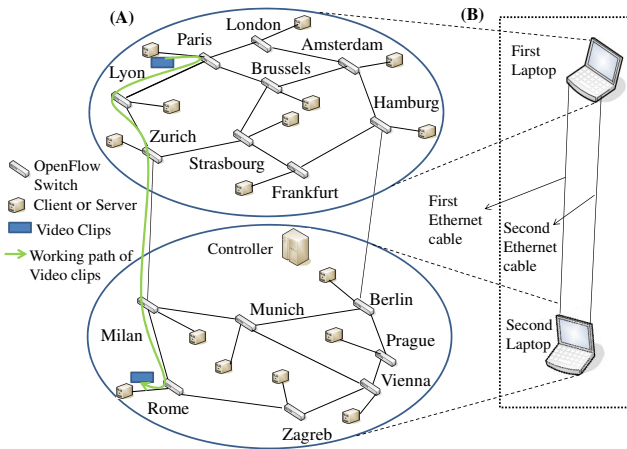 (A)
(B)
London
Paris
Amsterdam
First
Laptop
Lyon
Brussels
Hamburg
Zurich
OpenFlow
Switch
Strasbourg
Frankfurt
Client or Server
Video Clips
First
Ethernet
cable
Second
Ethernet
cable
Working path of
Video clips
Controller
Berlin
Munich
Milan
Prague
Second
Laptop
Vienna
Rome
Zagreb